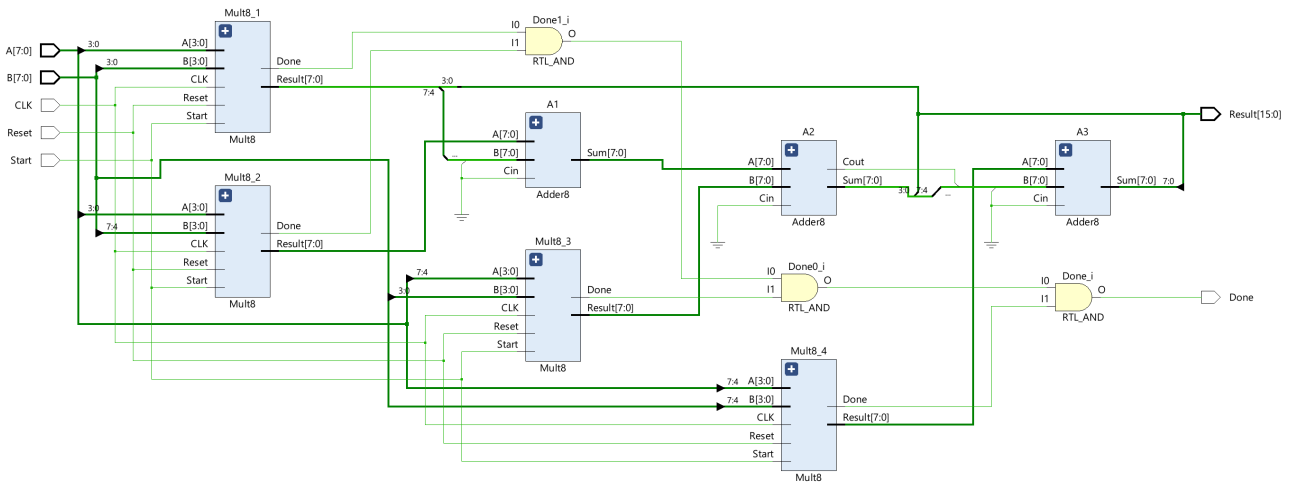 A[7:0]
B[7:0]
CLK
Reset
Start
Mult8_1
3:0
A[3:0]
3:0
B[3:0]
CLK
Reset
Start
Done
Result[7:0]
Mult8
Mult8_2
3:0
A[3:0]
7:4
B[3:0]
CLK
Reset
Start
Done
Result[7:0]
Mult8
Done1_i
I0
I1
O
RTL_AND
3:0
7:4
...
A1
A[7:0]
B[7:0]
Cin
Sum[7:0]
Adder8
Mult8_3
7:4
A[3:0]
3:0
B[3:0]
CLK
Reset
Start
Done
Result[7:0]
Mult8
A2
A[7:0]
B[7:0]
Cin
Cout
Sum[7:0]
Adder8
3:0
7:4
...
Done0_i
I0
I1
O
RTL_AND
Mult8_4
7:4
A[3:0]
7:4
B[3:0]
CLK
Reset
Start
Done
Result[7:0]
Mult8
A3
A[7:0]
B[7:0]
Cin
Sum[7:0]
7:0
Adder8
Done_i
I0
I1
O
RTL_AND
Result[15:0]
Done